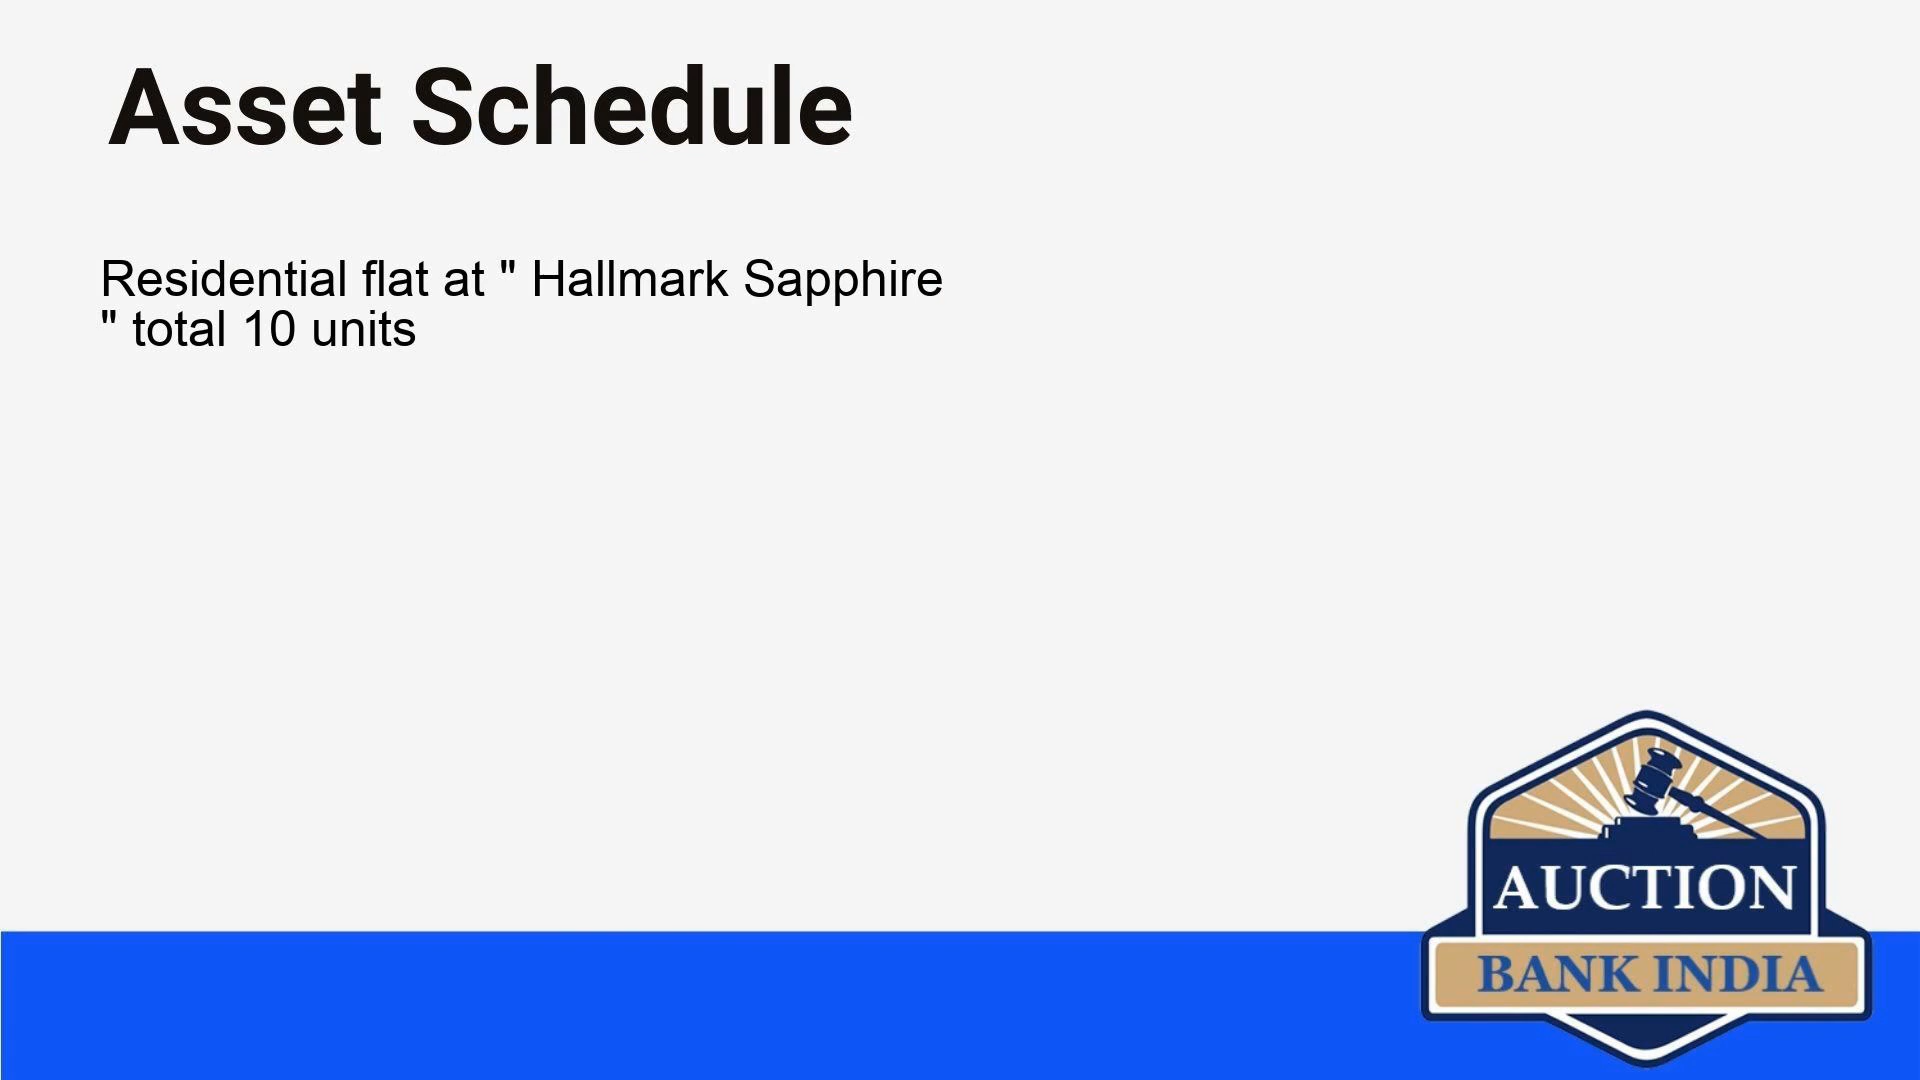 Asset Schedule
Residential flat at " Hallmark Sapphire
" total 10 units
AUCTION
BANK INDIA